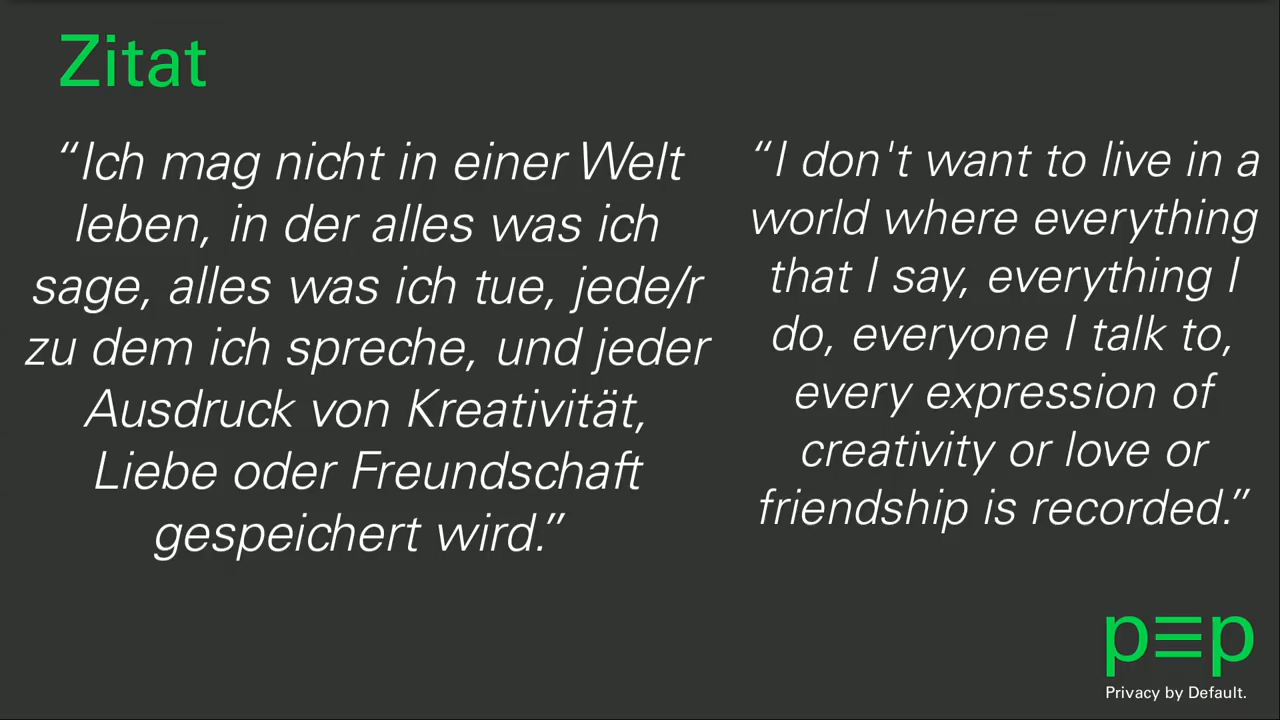 Zitat
“Ich mag nicht in einer Welt
leben, in der alles was ich
sage, alles was ich tue, jede/r
zu dem ich spreche, und jeder
Ausdruck von Kreativität,
Liebe oder Freundschaft
gespeichert wird.”
“I don't want to live in a
world where everything
that I say, everything I
do, everyone I talk to,
every expression of
creativity or love or
friendship is recorded.”
p≡p
Privacy by Default.